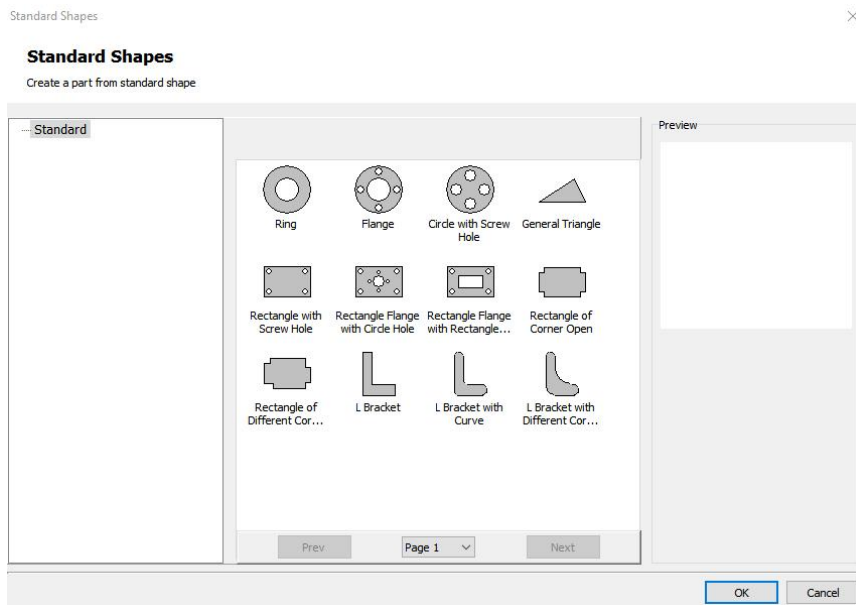 Standard Shapes
Standard Shapes
Create a part from standard shape
Standard
Preview
Ring
Flange
Circle with Screw
Hole
General Triangle
Rectangle with
Screw Hole
Rectangle Flange
with Circle Hole
Rectangle Flange
with Rectangle...
Rectangle of
Corner Open
Rectangle of
Different Cor...
L Bracket
L Bracket with
Curve
L Bracket with
Different Cor...
Prev
Page 1
Next
OK
Cancel